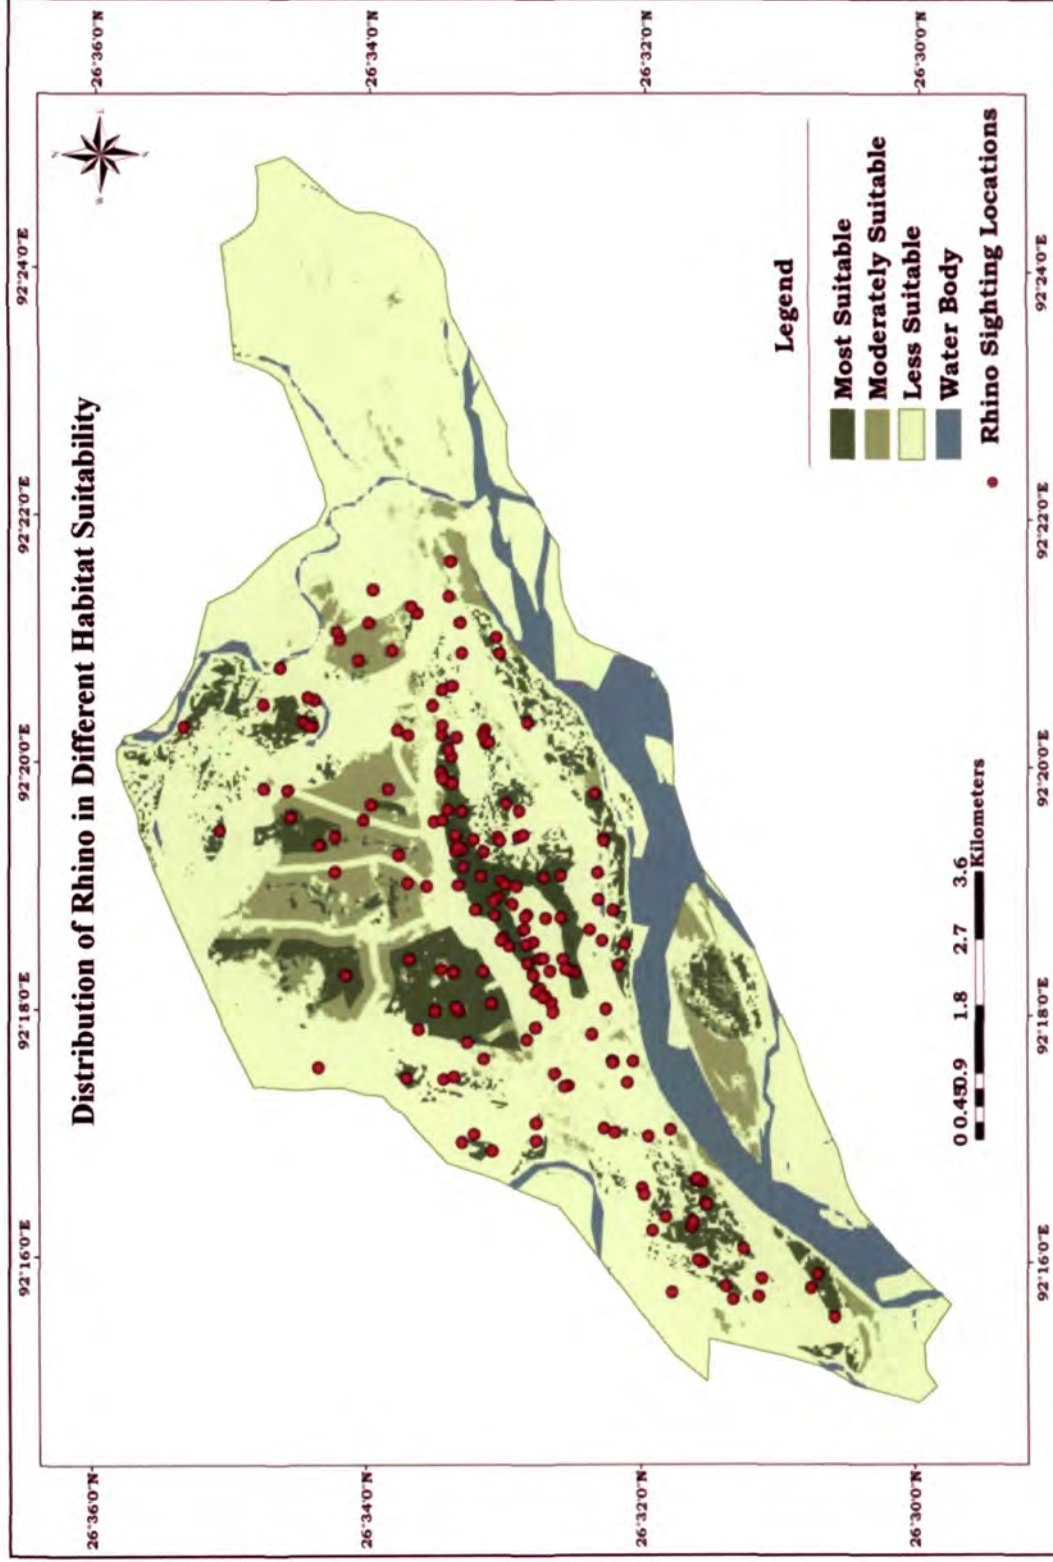 Distribution of Rhino in Different Habitat Suitability
92°16'0"E
92°18'0"E
92°20'0"E
92°22'0"E
92°24'0"E
26°36'0"N
26°36'0"N
26°34'0"N
26°34'0"N
26°32'0"N
26°32'0"N
26°30'0"N
26°30'0"N
Legend
Most Suitable
Moderately Suitable
Less Suitable
Water Body
Rhino Sighting Locations
0 0.45 0.9 1.8 2.7 3.6
Kilometers
92°16'0"E
92°18'0"E
92°20'0"E
92°22'0"E
92°24'0"E